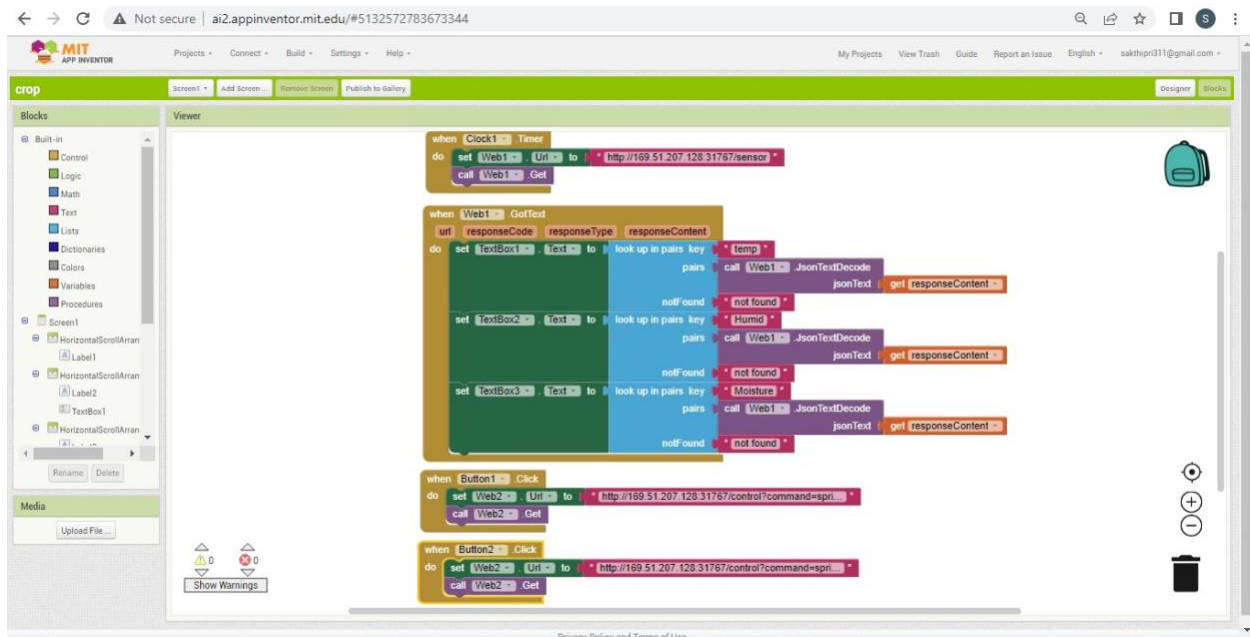 Not secure | ai2.appinventor.mit.edu/#5132572783673344
S
MIT
APP INVENTOR
Projects Connect Build Settings Help My Projects View Trash Guide Report an Issue English sakthipri311@gmail.com
crop Screen1 Add Screen ... Remove Screen Publish to Gallery Designer Blocks
Blocks
Viewer
Built-in
Control
Logic
Math
Text
Lists
Dictionaries
Colors
Variables
Procedures
Screen1
HorizontalScrollArran
A Label1
HorizontalScrollArran
A Label2
TextBox1
HorizontalScrollArran
Rename Delete
Media
Upload File ...
when Clock1 .Timer
do set Web1 . Url to " http://169.51.207.128:31767/sensor "
call Web1 .Get
when Web1 .GotText
url responseCode responseType responseContent
do set TextBox1 . Text to look up in pairs key " temp "
pairs call Web1 .JsonTextDecode
jsonText get responseContent
notFound " not found "
set TextBox2 . Text to look up in pairs key " Humid "
pairs call Web1 .JsonTextDecode
jsonText get responseContent
notFound " not found "
set TextBox3 . Text to look up in pairs key " Moisture "
pairs call Web1 .JsonTextDecode
jsonText get responseContent
notFound " not found "
when Button1 .Click
do set Web2 . Url to " http://169.51.207.128:31767/control?command=spri... "
call Web2 .Get
when Button2 .Click
do set Web2 . Url to " http://169.51.207.128:31767/control?command=spri... "
call Web2 .Get
0 0
Show Warnings
Privacy Policy and Terms of Use